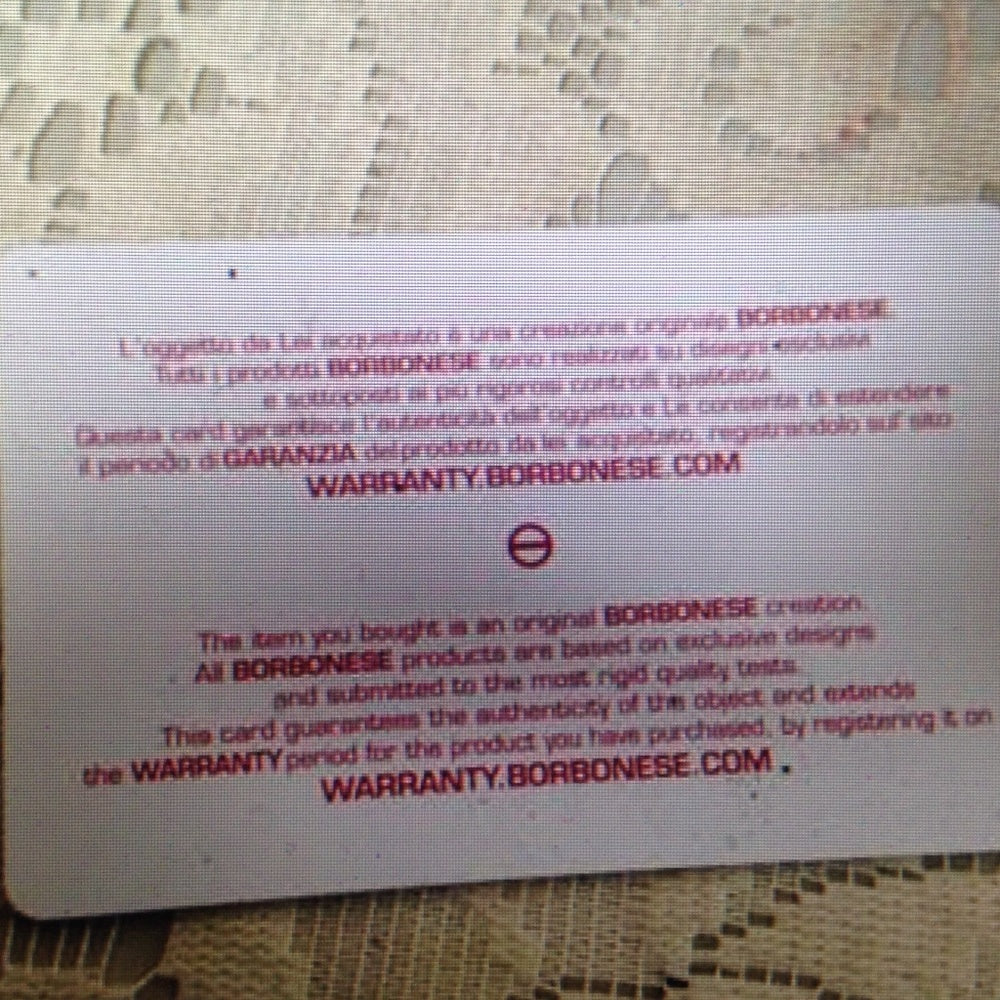 L'oggetto da Lei acquistato è una creazione originale BORBONESE.
Tutti i prodotti BORBONESE sono realizzati su disegni esclusivi
e sottoposti ai più rigorosi controlli qualitativi.
Questa card garantisce l'autenticità dell'oggetto e Le consente di estendere
il periodo di GARANZIA del prodotto da lei acquistato, registrandolo sul sito
WARRANTY.BORBONESE.COM
The item you bought is an original BORBONESE creation.
All BORBONESE products are based on exclusive designs
and submitted to the most rigid quality tests.
This card guarantees the authenticity of the object and extends
the WARRANTY period for the product you have purchased, by registering it on
WARRANTY.BORBONESE.COM.